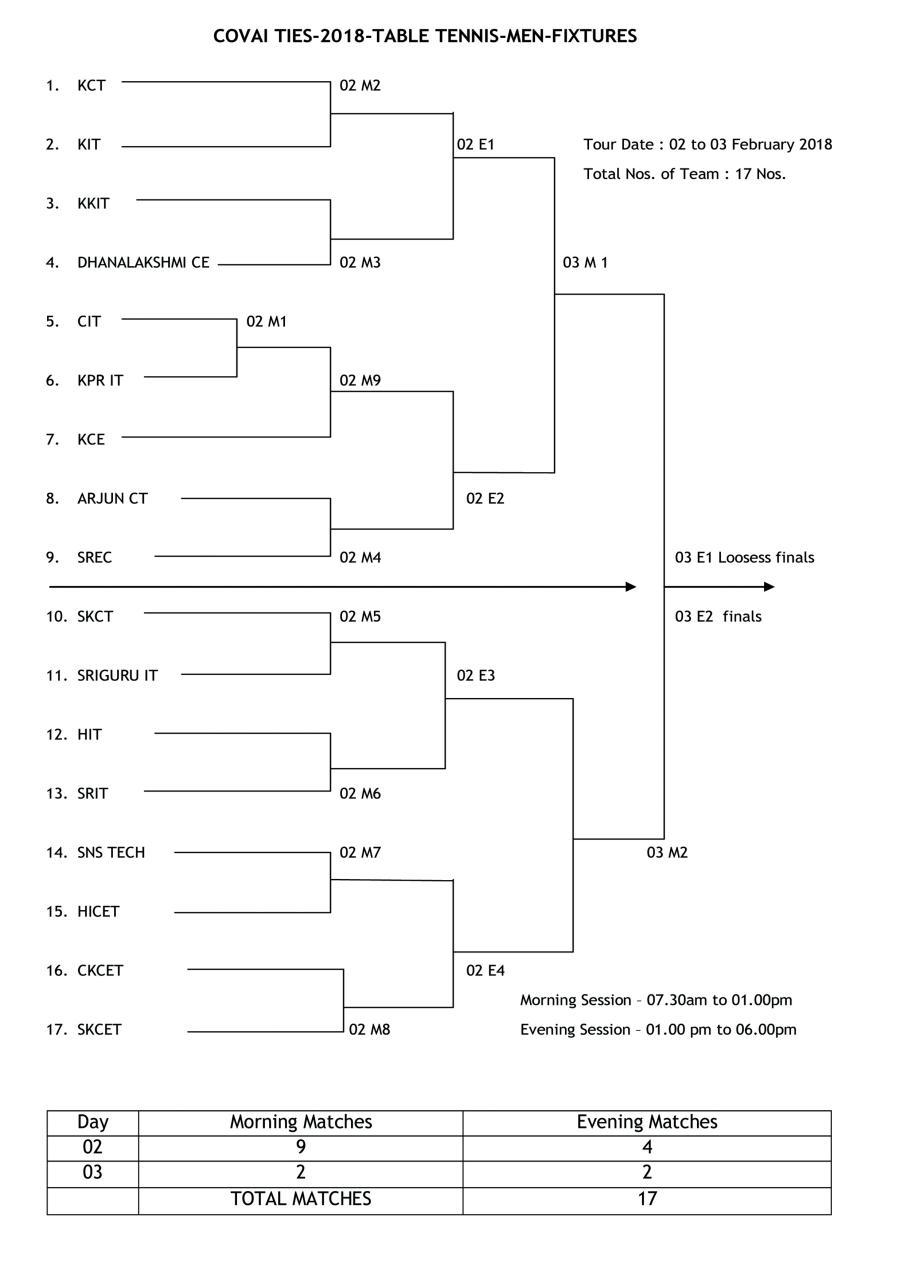 COVAI TIES-2018-TABLE TENNIS-MEN-FIXTURES
1. KCT 02 M2
2. KIT 02 E1 Tour Date : 02 to 03 February 2018
Total Nos. of Team : 17 Nos.
3. KKIT
4. DHANALAKSHMI CE 02 M3 03 M 1
5. CIT 02 M1
6. KPR IT 02 M9
7. KCE
8. ARJUN CT 02 E2
9. SREC 02 M4 03 E1 Loosess finals
10. SKCT 02 M5 03 E2 finals
11. SRIGURU IT 02 E3
12. HIT
13. SRIT 02 M6
14. SNS TECH 02 M7 03 M2
15. HICET
16. CKCET 02 E4
Morning Session – 07.30am to 01.00pm
17. SKCET 02 M8 Evening Session – 01.00 pm to 06.00pm
Day Morning Matches Evening Matches
02 9 4
03 2 2
TOTAL MATCHES 17